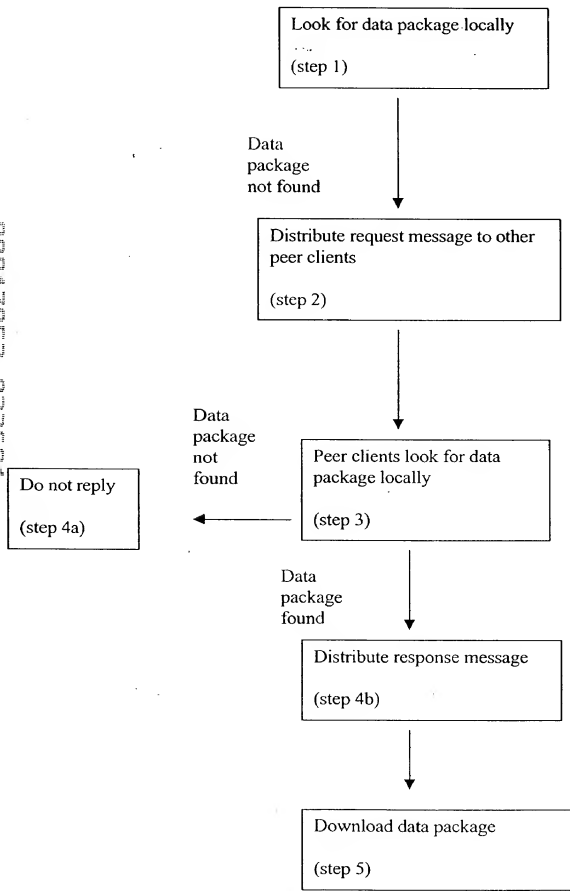 Look for data package locally
(step 1)
Data
package
not found
Distribute request message to other
peer clients
(step 2)
Data
package
not
found
Peer clients look for data
package locally
(step 3)
Do not reply
(step 4a)
Data
package
found
Distribute response message
(step 4b)
Download data package
(step 5)